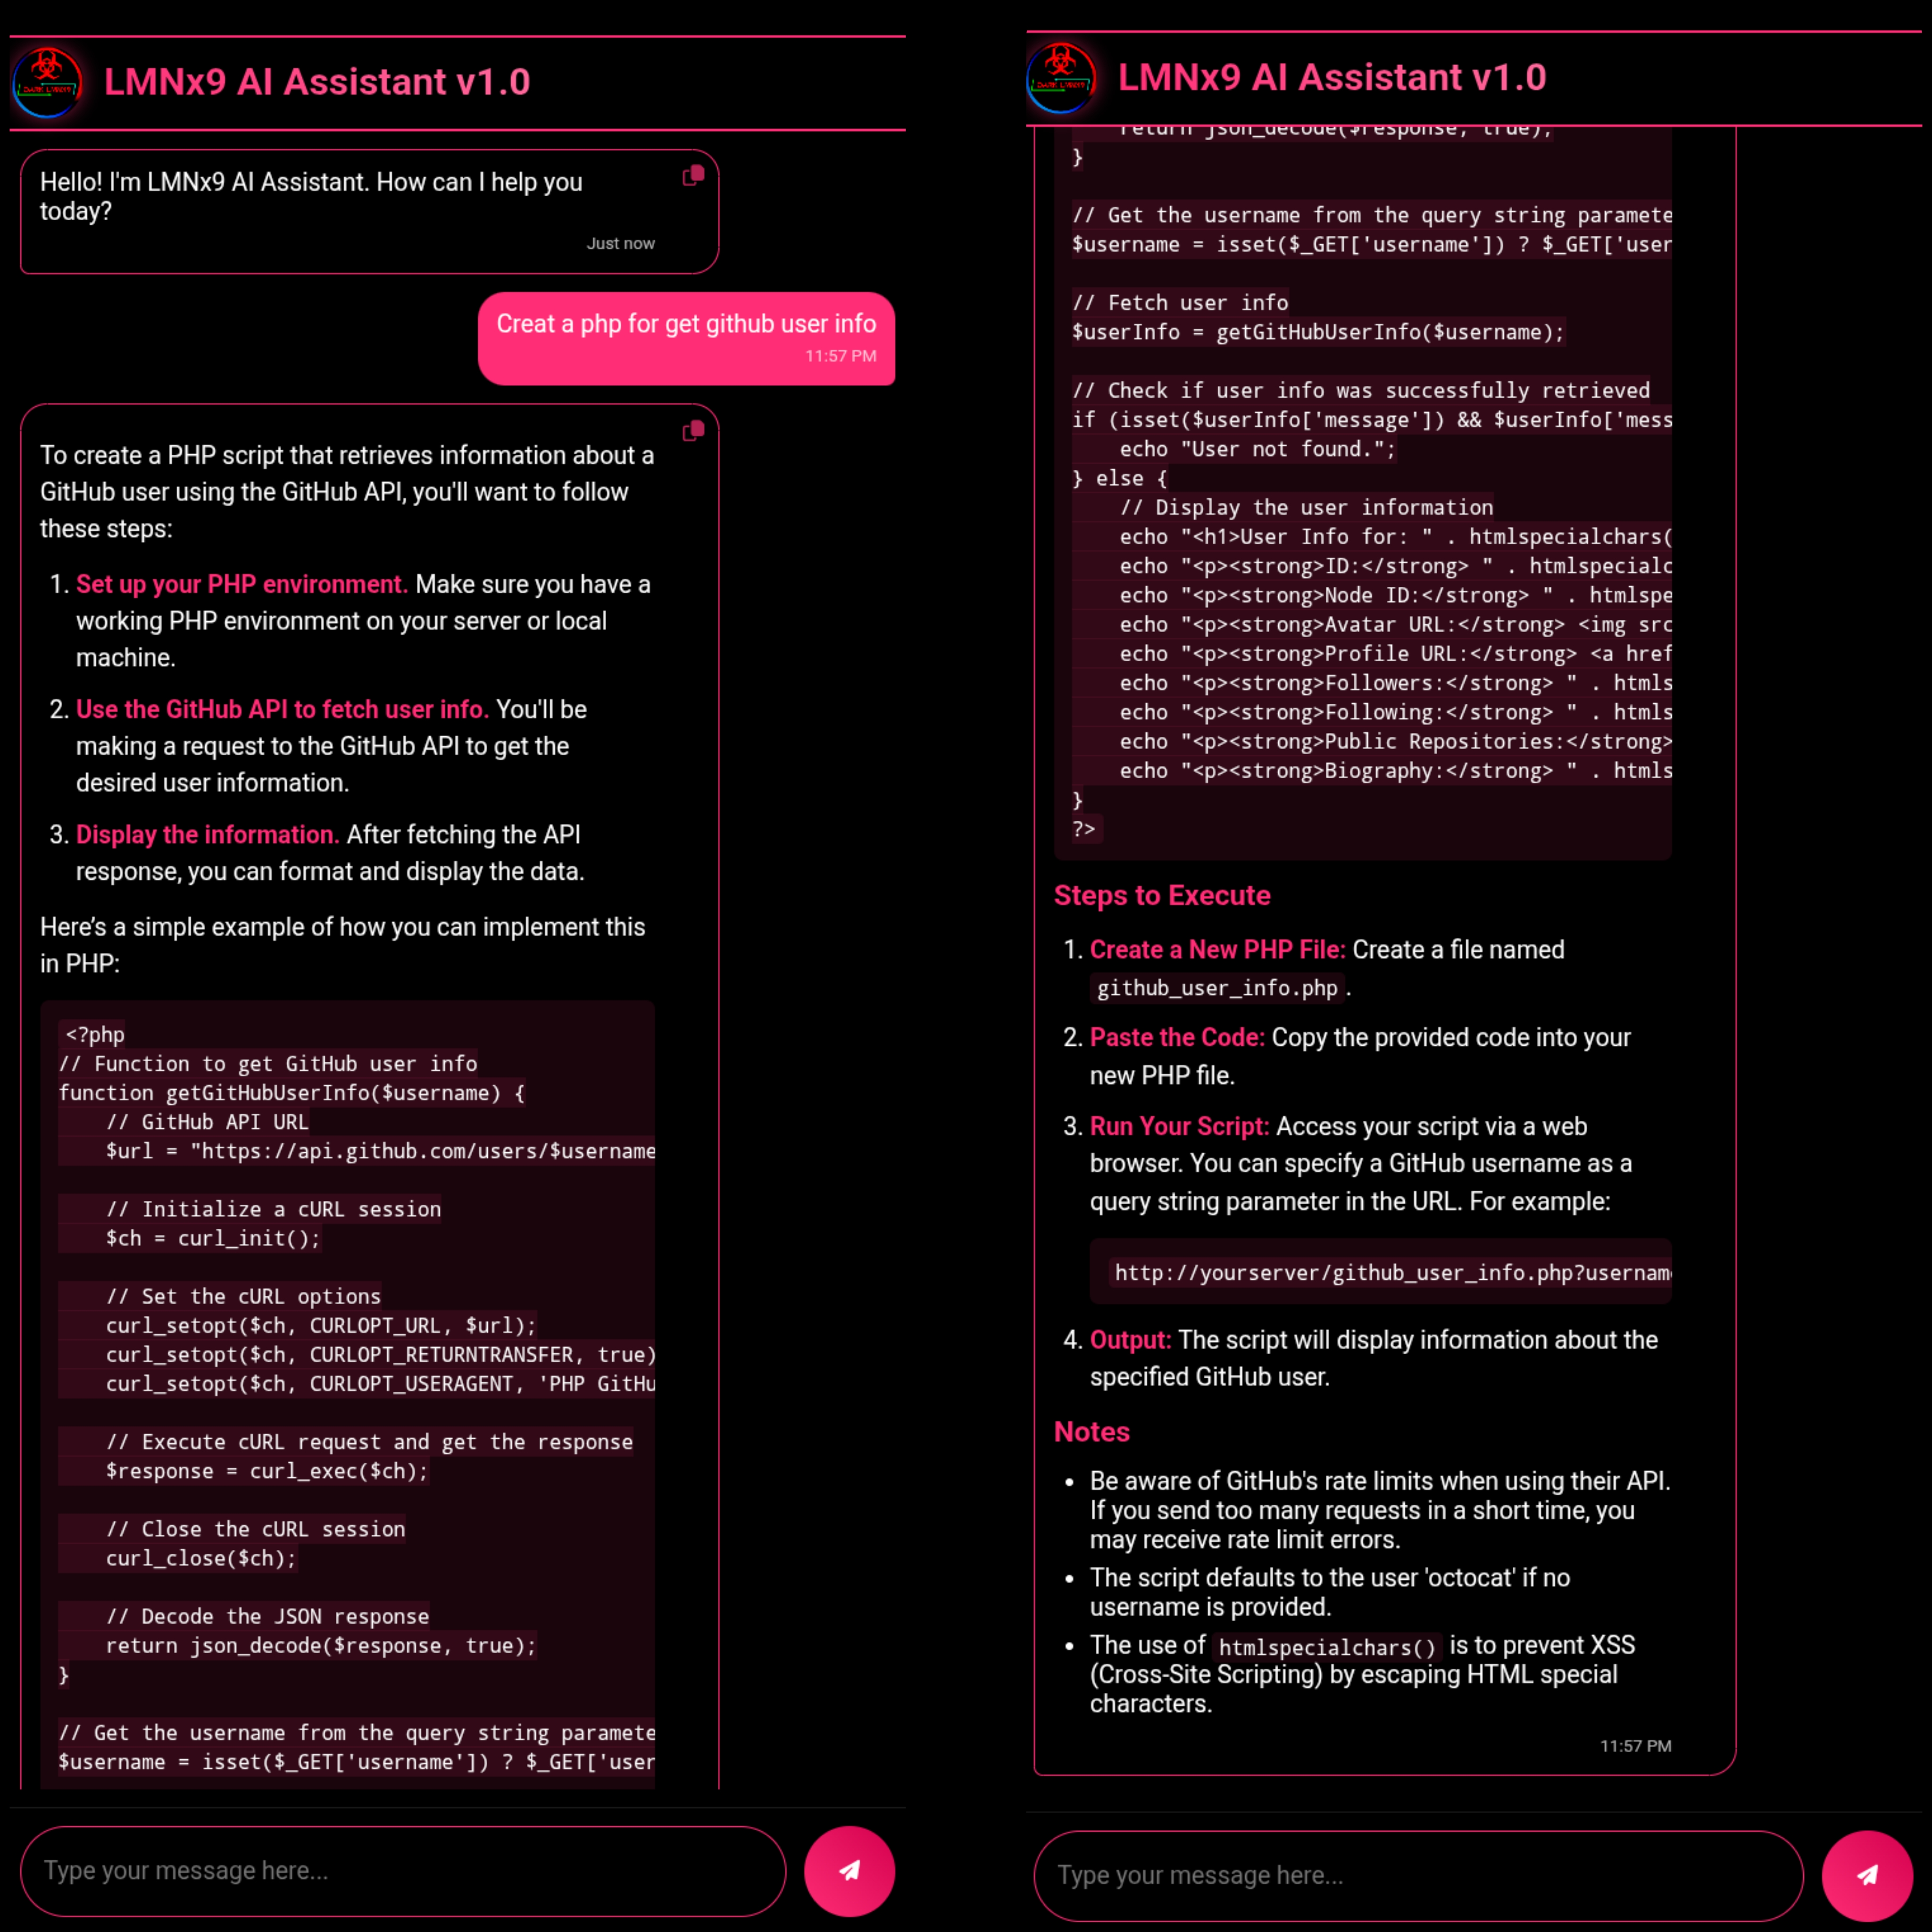 LMNx9 AI Assistant v1.0
Hello! I'm LMNx9 AI Assistant. How can I help you
today?
Just now
Creat a php for get github user info
11:57 PM
To create a PHP script that retrieves information about a
GitHub user using the GitHub API, you'll want to follow
these steps:
1. Set up your PHP environment. Make sure you have a
working PHP environment on your server or local
machine.
2. Use the GitHub API to fetch user info. You'll be
making a request to the GitHub API to get the
desired user information.
3. Display the information. After fetching the API
response, you can format and display the data.
Here’s a simple example of how you can implement this
in PHP:
<?php
// Function to get GitHub user info
function getGitHubUserInfo($username) {
// GitHub API URL
$url = "https://api.github.com/users/$username
// Initialize a cURL session
$ch = curl_init();
// Set the cURL options
curl_setopt($ch, CURLOPT_URL, $url);
curl_setopt($ch, CURLOPT_RETURNTRANSFER, true)
curl_setopt($ch, CURLOPT_USERAGENT, 'PHP GitHu
// Execute cURL request and get the response
$response = curl_exec($ch);
// Close the cURL session
curl_close($ch);
// Decode the JSON response
return json_decode($response, true);
}
// Get the username from the query string paramete
$username = isset($_GET['username']) ? $_GET['user
Type your message here...
LMNx9 AI Assistant v1.0
return json_decode($response, true);
}
// Get the username from the query string paramete
$username = isset($_GET['username']) ? $_GET['user
// Fetch user info
$userInfo = getGitHubUserInfo($username);
// Check if user info was successfully retrieved
if (isset($userInfo['message']) && $userInfo['mess
echo "User not found.";
} else {
// Display the user information
echo "<h1>User Info for: " . htmlspecialchars(
echo "<p><strong>ID:</strong> " . htmlspecialc
echo "<p><strong>Node ID:</strong> " . htmlspe
echo "<p><strong>Avatar URL:</strong> <img src
echo "<p><strong>Profile URL:</strong> <a href
echo "<p><strong>Followers:</strong> " . htmls
echo "<p><strong>Following:</strong> " . htmls
echo "<p><strong>Public Repositories:</strong>
echo "<p><strong>Biography:</strong> " . htmls
}
?>
Steps to Execute
1. Create a New PHP File: Create a file named
github_user_info.php.
2. Paste the Code: Copy the provided code into your
new PHP file.
3. Run Your Script: Access your script via a web
browser. You can specify a GitHub username as a
query string parameter in the URL. For example:
http://yourserver/github_user_info.php?usernam
4. Output: The script will display information about the
specified GitHub user.
Notes
• Be aware of GitHub's rate limits when using their API.
If you send too many requests in a short time, you
may receive rate limit errors.
• The script defaults to the user 'octocat' if no
username is provided.
• The use of htmlspecialchars() is to prevent XSS
(Cross-Site Scripting) by escaping HTML special
characters.
11:57 PM
Type your message here...